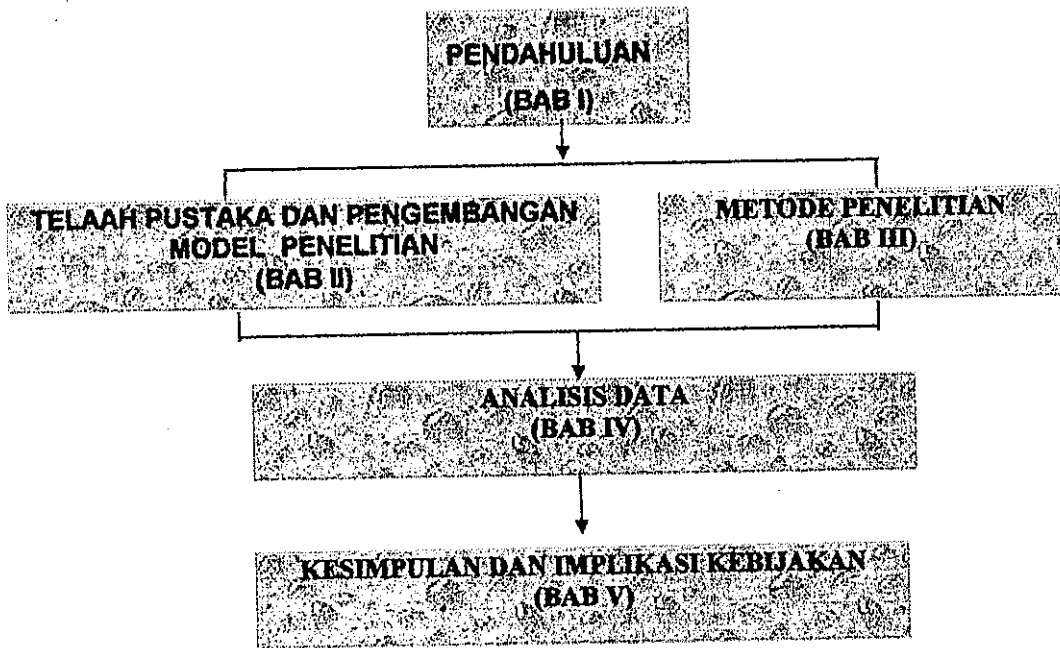 PENDAHULUAN
(BAB I)
TELAAH PUSTAKA DAN PENGEMBANGAN
MODEL PENELITIAN
(BAB II)
METODE PENELITIAN
(BAB III)
ANALISIS DATA
(BAB IV)
KESIMPULAN DAN IMPLIKASI KEBIJAKAN
(BAB V)